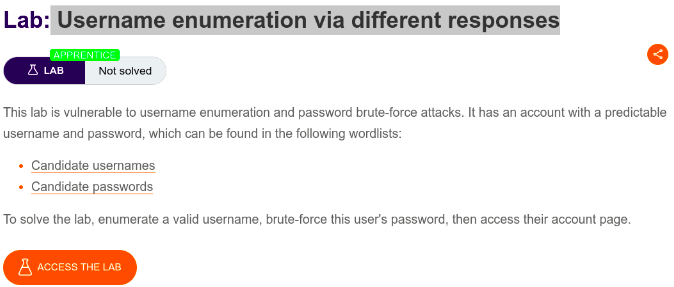 Lab: Username enumeration via different responses
APPRENTICE
LAB Not solved
This lab is vulnerable to username enumeration and password brute-force attacks. It has an account with a predictable
username and password, which can be found in the following wordlists:
• Candidate usernames
• Candidate passwords
To solve the lab, enumerate a valid username, brute-force this user's password, then access their account page.
ACCESS THE LAB